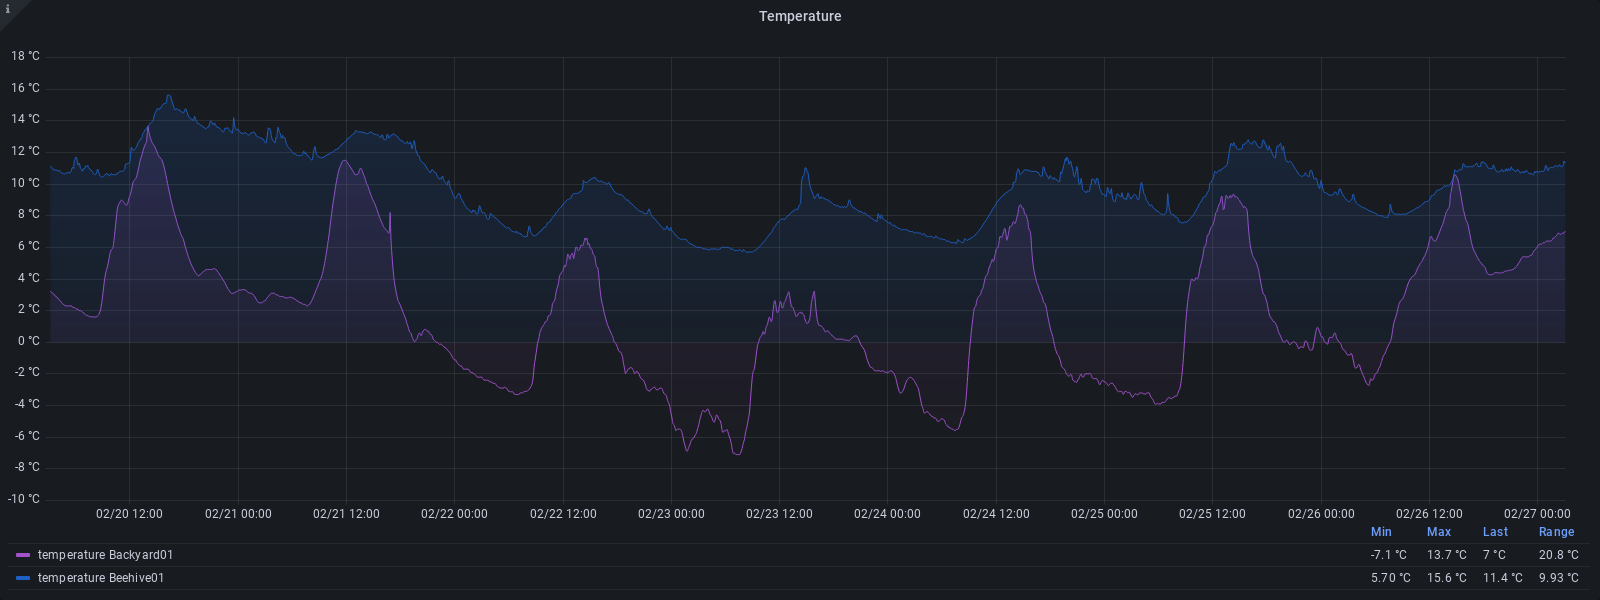 i
Temperature
18 °C
16 °C
14 °C
12 °C
10 °C
8 °C
6 °C
4 °C
2 °C
0 °C
-2 °C
-4 °C
-6 °C
-8 °C
-10 °C
02/20 12:00 02/21 00:00 02/21 12:00 02/22 00:00 02/22 12:00 02/23 00:00 02/23 12:00 02/24 00:00 02/24 12:00 02/25 00:00 02/25 12:00 02/26 00:00 02/26 12:00 02/27 00:00
Min Max Last Range
temperature Backyard01 -7.1 °C 13.7 °C 7 °C 20.8 °C
temperature Beehive01 5.70 °C 15.6 °C 11.4 °C 9.93 °C